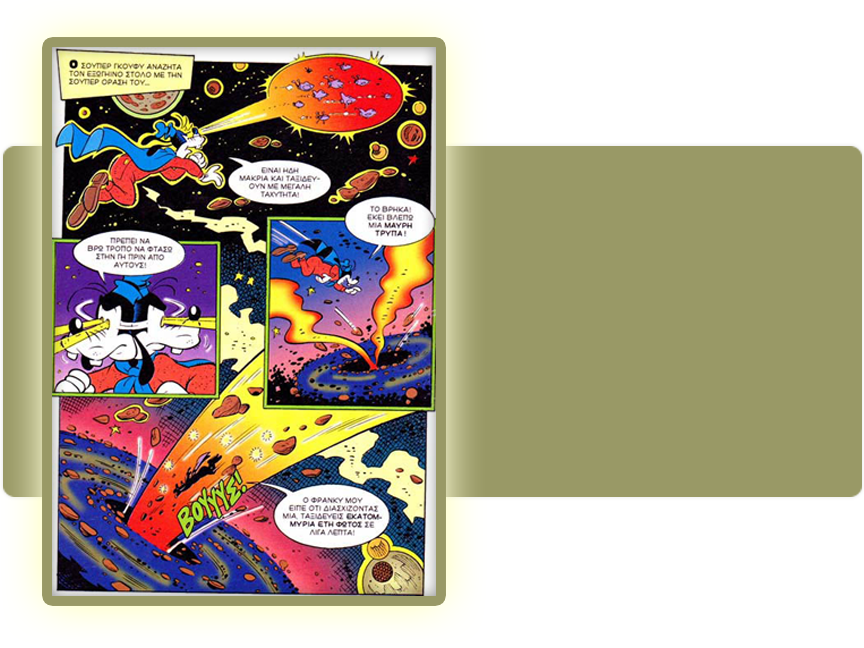 Ο ΣΟΥΠΕΡ ΓΚΟΥΦΥ ΑΝΑΖΗΤΑ
ΤΟΝ ΕΞΩΓΗΙΝΟ ΣΤΟΛΟ ΜΕ ΤΗΝ
ΣΟΥΠΕΡ ΟΡΑΣΗ ΤΟΥ...
ΕΙΝΑΙ ΗΔΗ
ΜΑΚΡΙΑ ΚΑΙ ΤΑΞΙΔΕΥ-
ΟΥΝ ΜΕ ΜΕΓΑΛΗ
ΤΑΧΥΤΗΤΑ!
ΠΡΕΠΕΙ ΝΑ
ΒΡΩ ΤΡΟΠΟ ΝΑ ΦΤΑΣΩ
ΣΤΗΝ ΓΗ ΠΡΙΝ ΑΠΟ
ΑΥΤΟΥΣ!
ΤΟ ΒΡΗΚΑ!
ΕΚΕΙ ΒΛΕΠΩ
ΜΙΑ ΜΑΥΡΗ
ΤΡΥΠΑ!
ΒΟΥΥΥΣ!
Ο ΦΡΑΝΚΥ ΜΟΥ
ΕΙΠΕ ΟΤΙ ΔΙΑΣΧΙΖΟΝΤΑΣ
ΜΙΑ, ΤΑΞΙΔΕΥΕΙΣ ΕΚΑΤΟΜ-
ΜΥΡΙΑ ΕΤΗ ΦΩΤΟΣ ΣΕ
ΛΙΓΑ ΛΕΠΤΑ!